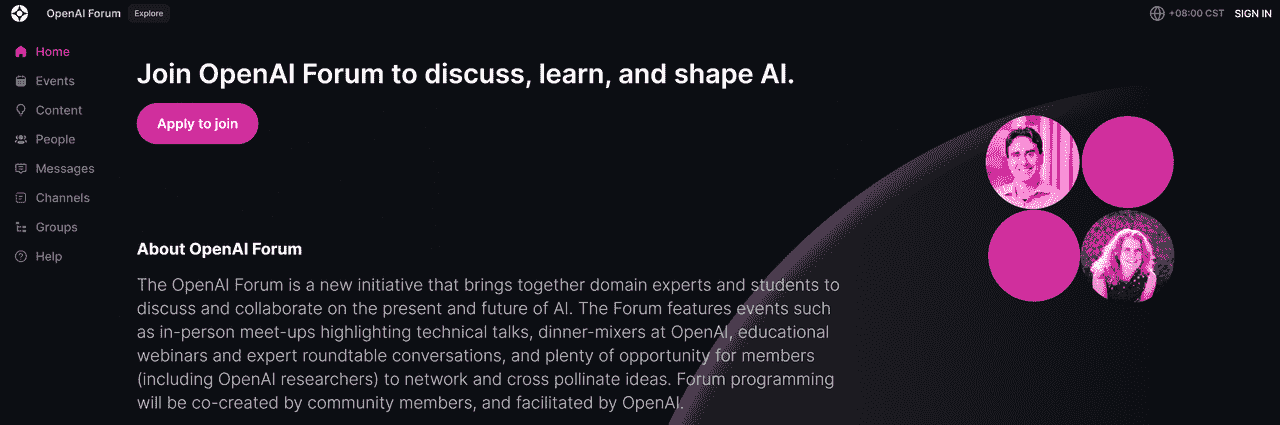 OpenAI Forum
Explore
+08:00 CST
SIGN IN
Home
Events
Content
People
Messages
Channels
Groups
Help
Join OpenAI Forum to discuss, learn, and shape AI.
Apply to join
About OpenAI Forum
The OpenAI Forum is a new initiative that brings together domain experts and students to
discuss and collaborate on the present and future of AI. The Forum features events such
as in-person meet-ups highlighting technical talks, dinner-mixers at OpenAI, educational
webinars and expert roundtable conversations, and plenty of opportunity for members
(including OpenAI researchers) to network and cross pollinate ideas. Forum programming
will be co-created by community members, and facilitated by OpenAI.